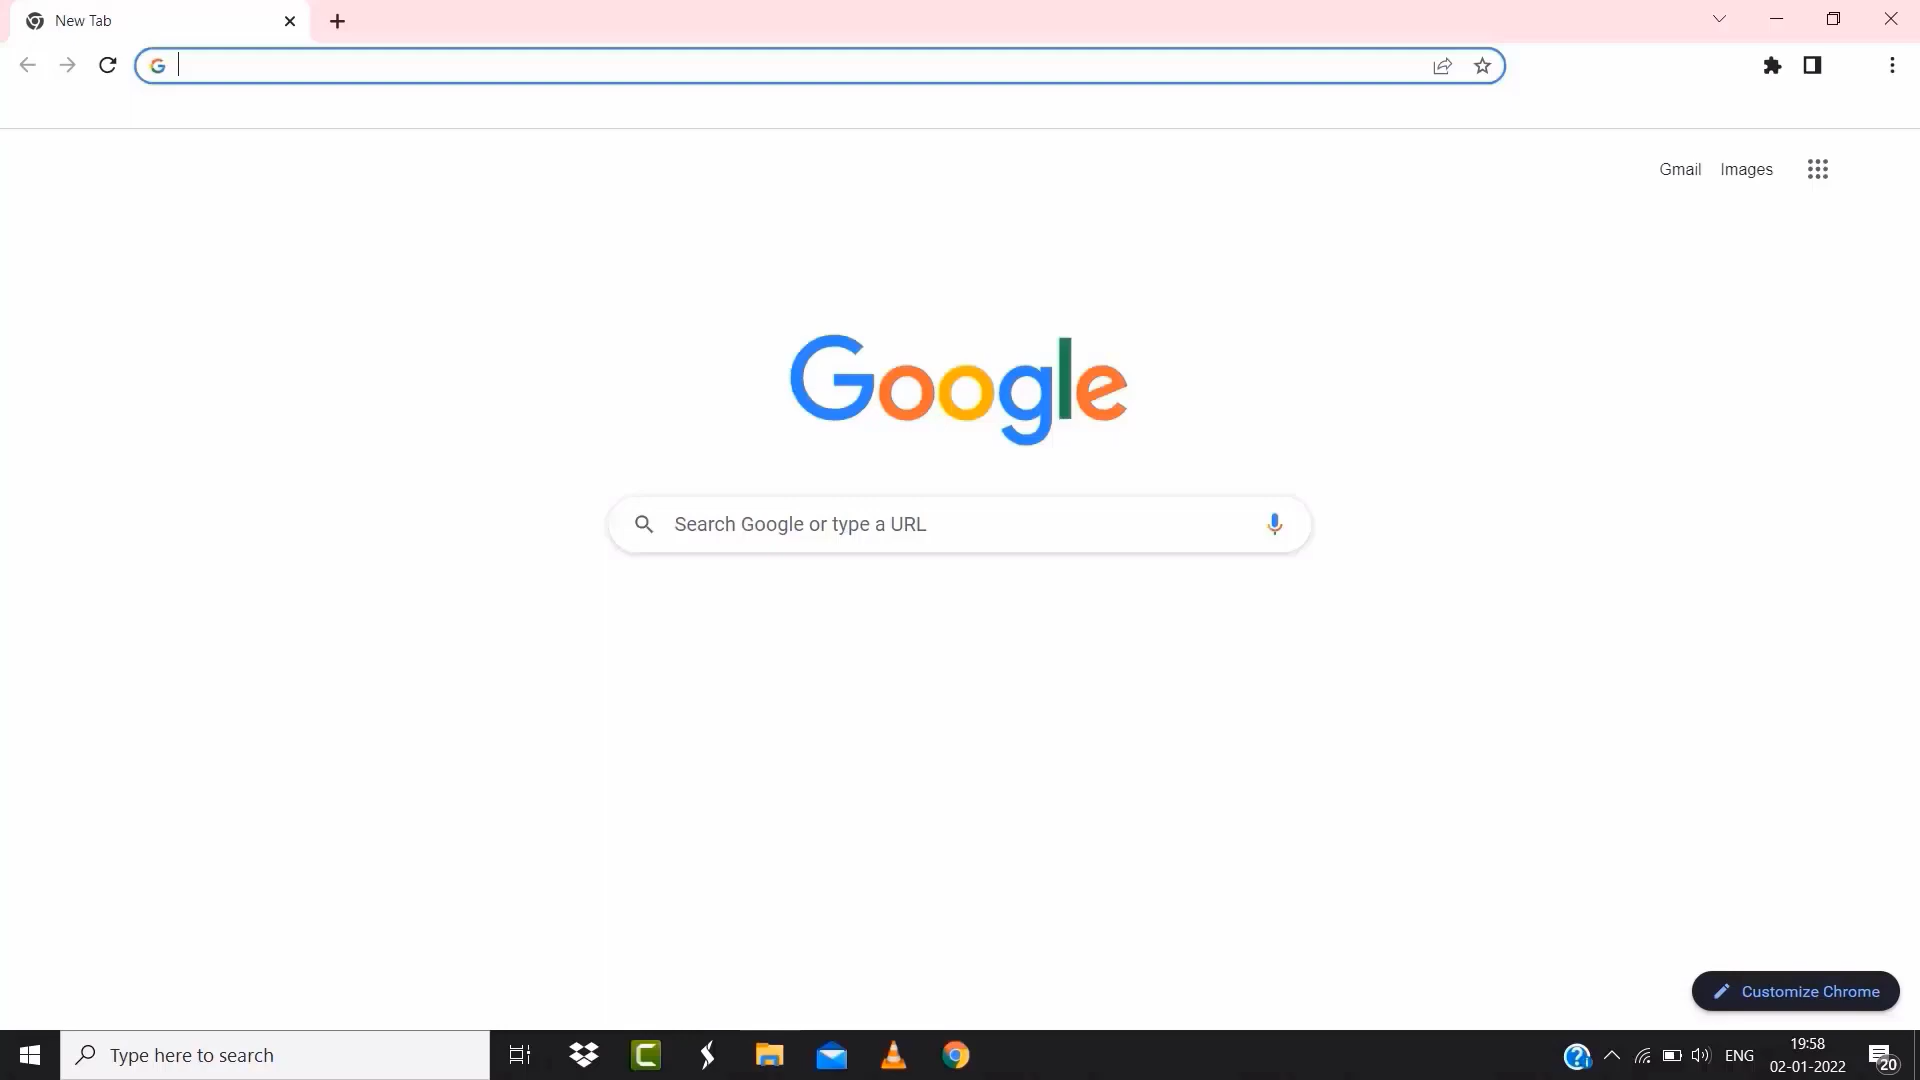 New Tab
Gmail Images
Google
Search Google or type a URL
Customize Chrome
Type here to search
ENG
19:58
02-01-2022
20